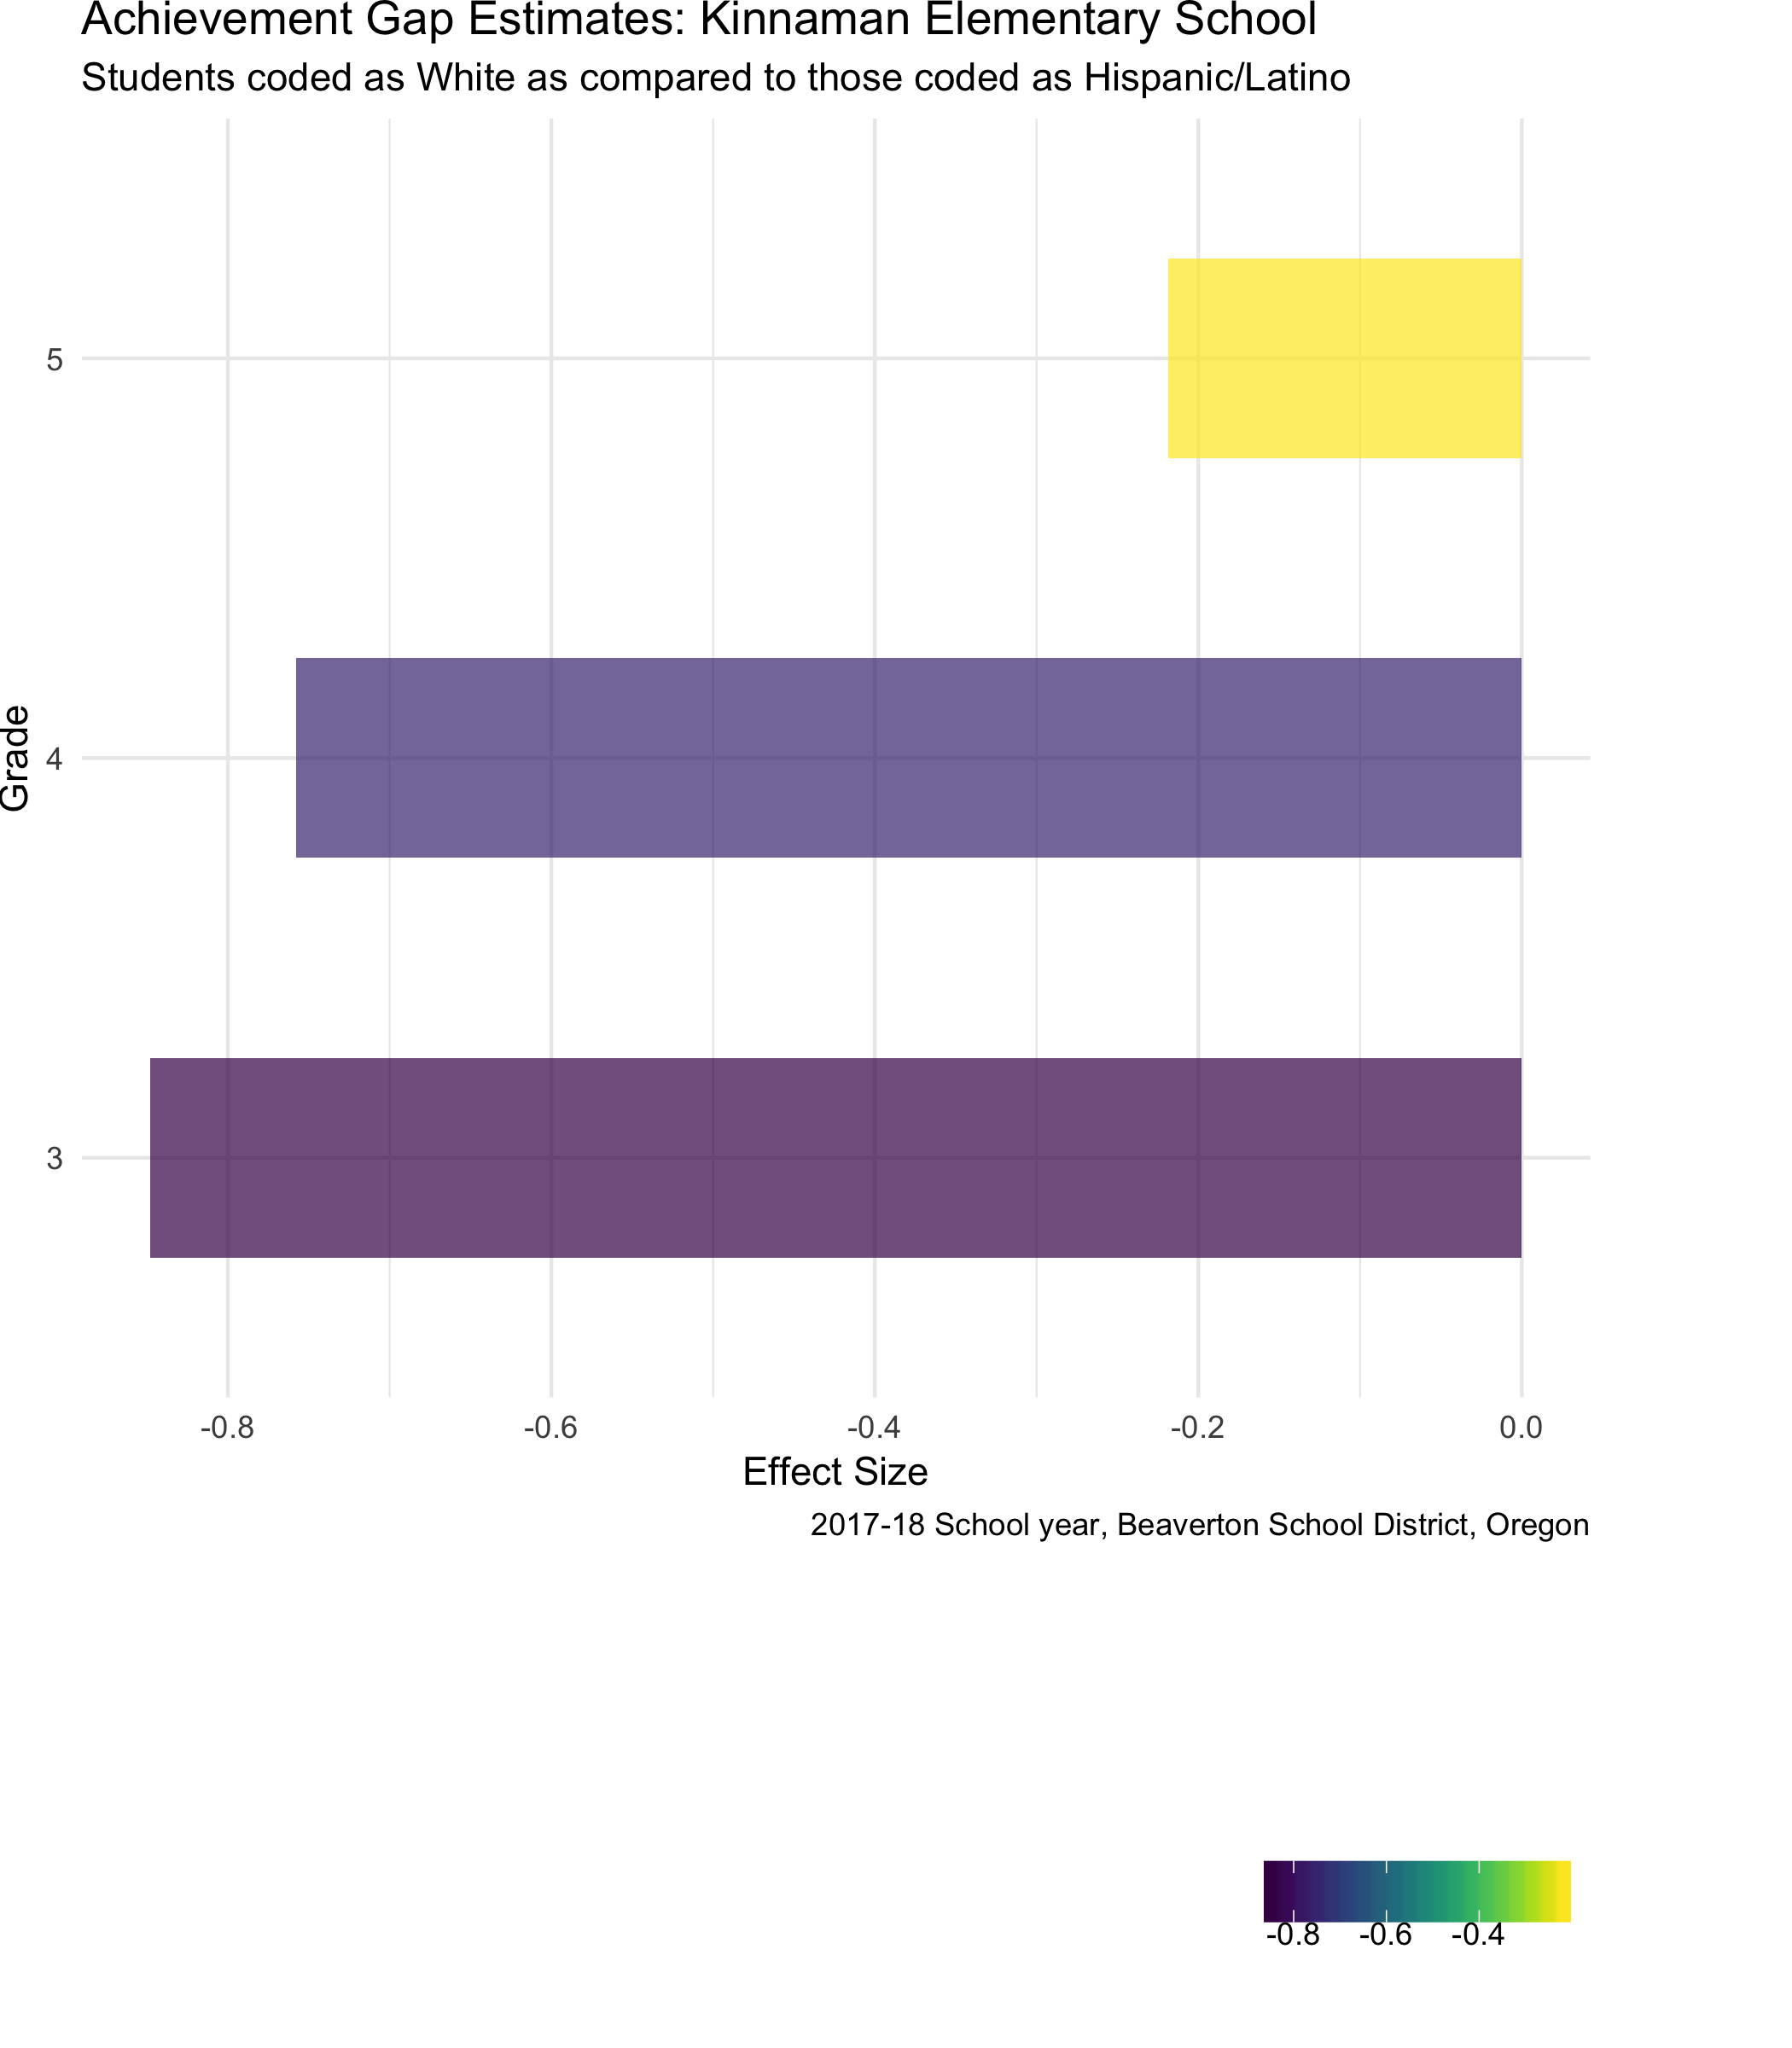 Achievement Gap Estimates: Kinnaman Elementary School
Students coded as White as compared to those coded as Hispanic/Latino
Grade
5
4
3
-0.8 -0.6 -0.4 -0.2 0.0
Effect Size
2017-18 School year, Beaverton School District, Oregon
-0.8 -0.6 -0.4